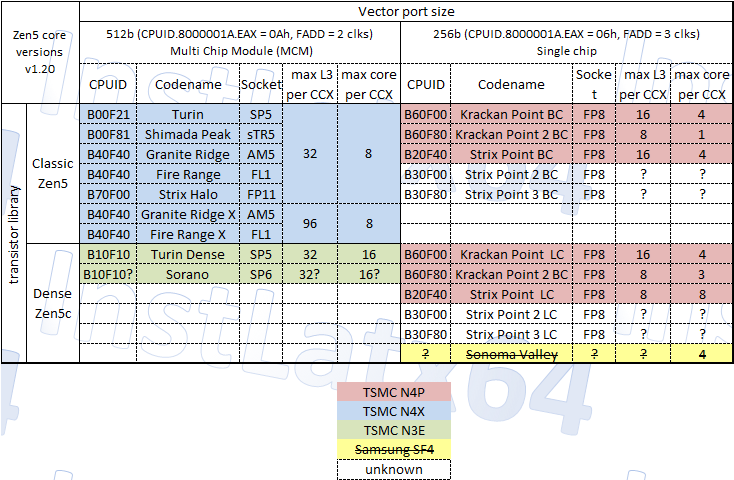 Zen5 core versions v1.20
Vector port size
512b (CPUID.8000001A.EAX = 0Ah, FADD = 2 clks)
Multi Chip Module (MCM)
256b (CPUID.8000001A.EAX = 06h, FADD = 3 clks)
Single chip
CPUID Codename Socket max L3 per CCX max core per CCX CPUID Codename Socket max L3 per CCX max core per CCX
transistor library
Classic Zen5
B00F21 Turin SP5 32 8 B60F00 Krackan Point BC FP8 16 4
B00F81 Shimada Peak sTR5 B60F80 Krackan Point 2 BC FP8 8 1
B40F40 Granite Ridge AM5 B20F40 Strix Point BC FP8 16 4
B40F40 Fire Range FL1 B30F00 Strix Point 2 BC FP8 ? ?
B70F00 Strix Halo FP11 B30F80 Strix Point 3 BC FP8 ? ?
B40F40 Granite Ridge X AM5 96 8
B40F40 Fire Range X FL1
Dense Zen5c
B10F10 Turin Dense SP5 32 16 B60F00 Krackan Point LC FP8 16 4
B10F10? Sorano SP6 32? 16? B60F80 Krackan Point 2 BC FP8 8 3
B20F40 Strix Point LC FP8 8 8
B30F00 Strix Point 2 LC FP8 ? ?
B30F80 Strix Point 3 LC FP8 ? ?
? Sonoma Valley ? ? 4
TSMC N4P
TSMC N4X
TSMC N3E
Samsung SF4
unknown
InstLatx64